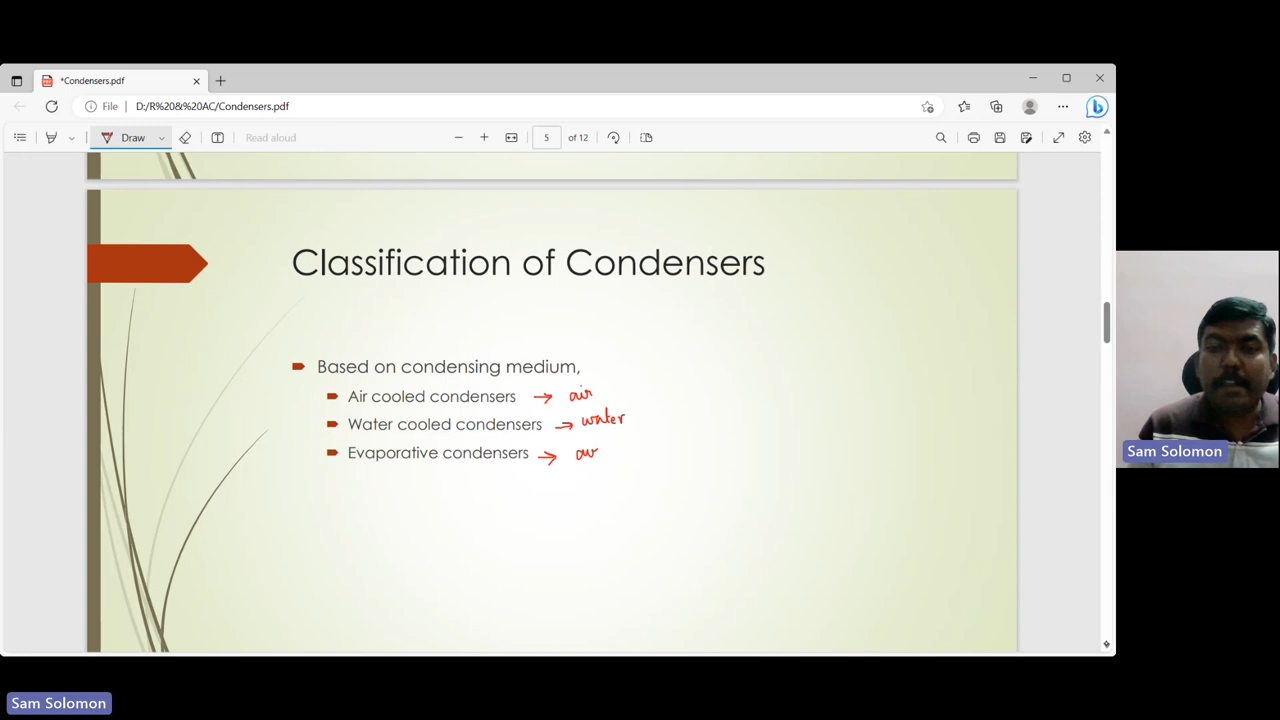 *Condensers.pdf
File D:/R%20&%20AC/Condensers.pdf
Draw Read aloud 5 of 12
Classification of Condensers
Based on condensing medium,
Air cooled condensers → air
Water cooled condensers → water
Evaporative condensers →
Sam Solomon
Sam Solomon